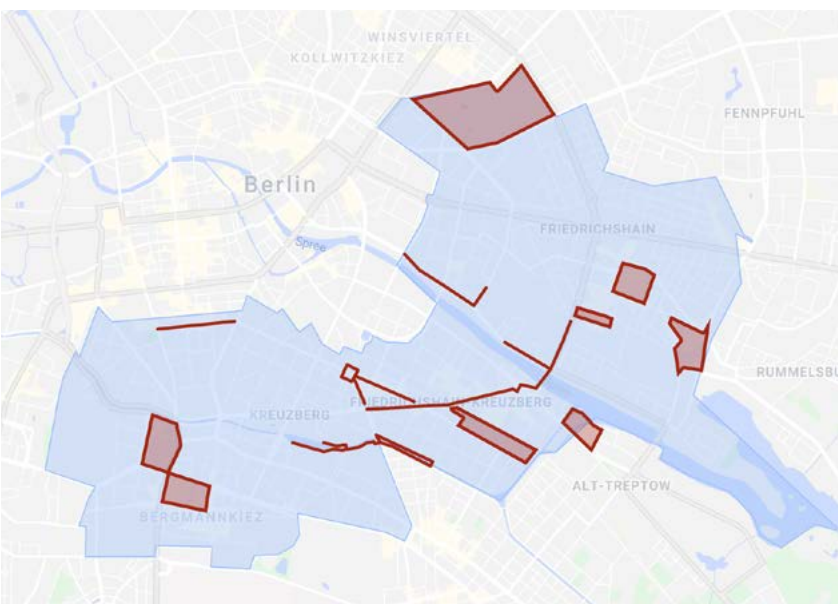 WINSVIERTEL
KOLLWITZKIEZ
FENNPFUHL
Berlin
FRIEDRICHSHAIN
Spree
RUMMELSBU
FRIEDRICHSHAIN-KREUZBERG
KREUZBERG
ALT-TREPTOW
BERGMANNKIEZ